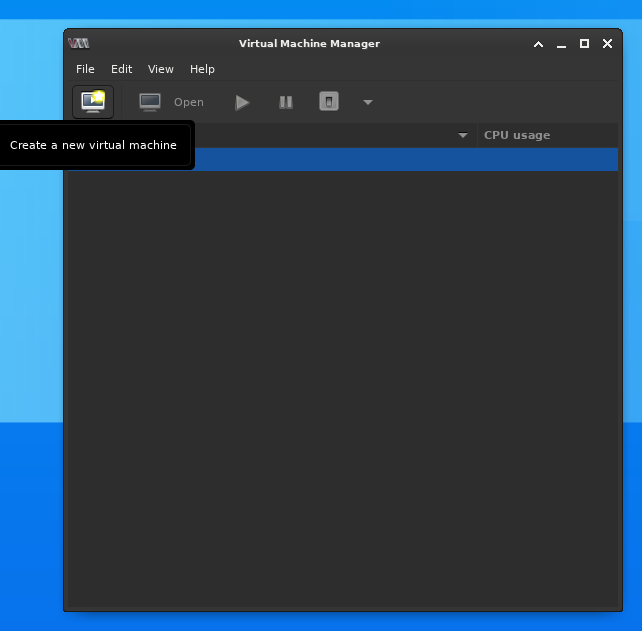 Virtual Machine Manager
File Edit View Help
Open
CPU usage
Create a new virtual machine